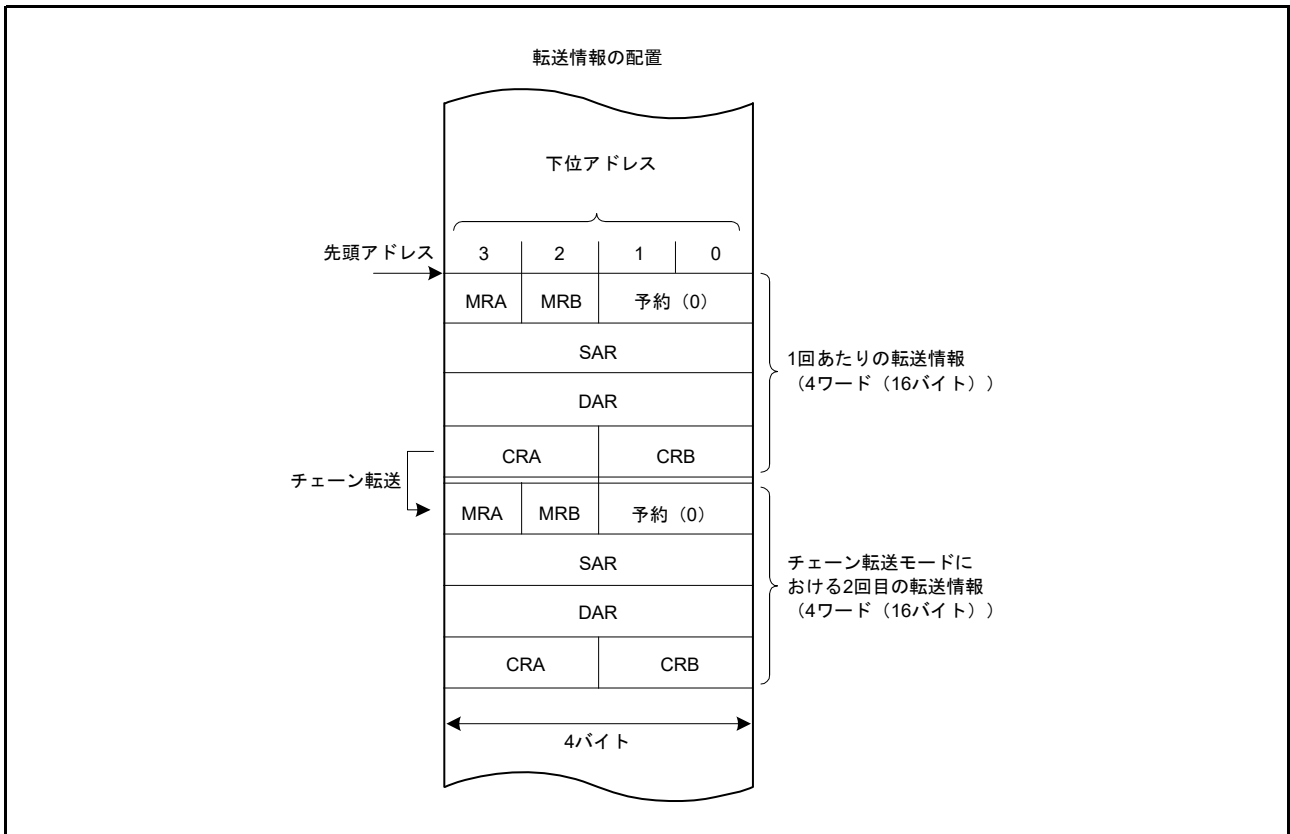 転送情報の配置
下位アドレス
先頭アドレス
3 2 1 0
MRA MRB 予約（0）
SAR
DAR
CRA CRB
1回あたりの転送情報
（4ワード（16バイト））
チェーン転送
MRA MRB 予約（0）
SAR
DAR
CRA CRB
チェーン転送モードに
おける2回目の転送情報
（4ワード（16バイト））
4バイト